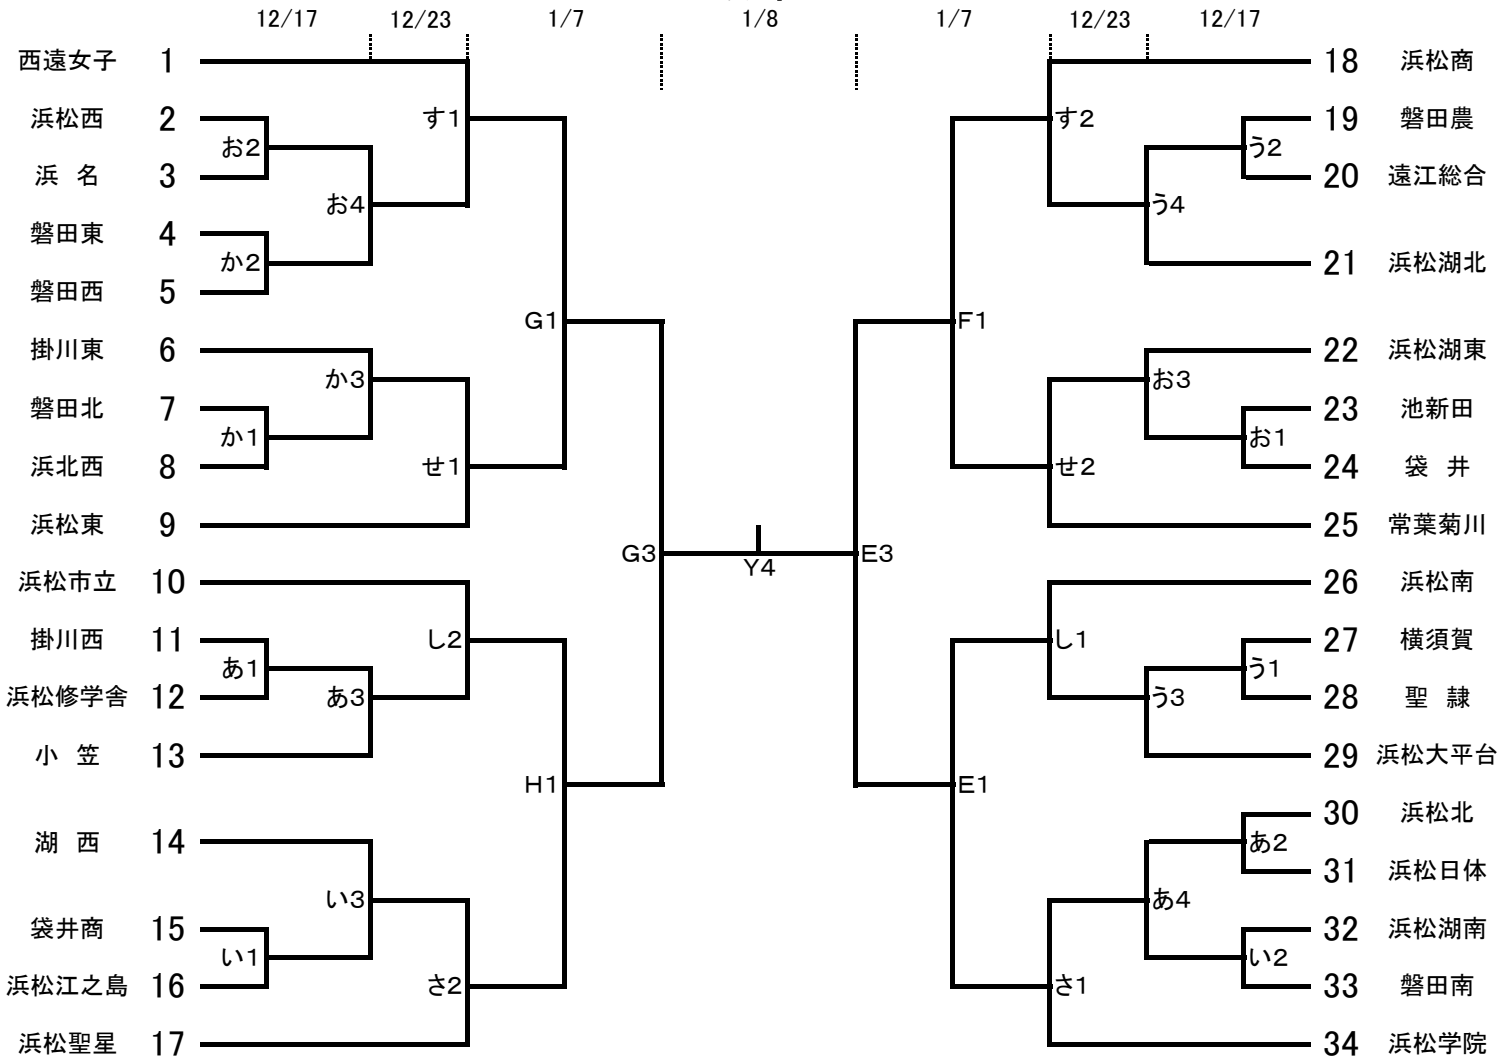 12/17 12/23 1/7 1/8 1/7 12/23 12/17
西遠女子 1 18 浜松商
浜松西 2 す1 す2 19 磐田農
お2 う2
浜 名 3 20 遠江総合
お4 う4
磐田東 4
か2 21 浜松湖北
磐田西 5
G1 F1
掛川東 6 22 浜松湖東
か3 お3
磐田北 7 23 池新田
か1 お1
浜北西 8 せ1 せ2 24 袋 井
浜松東 9 25 常葉菊川
G3 Y4 E3
浜松市立 10 26 浜松南
掛川西 11 し2 し1 27 横須賀
あ1 う1
浜松修学舎 12 あ3 う3 28 聖 隷
小 笠 13 29 浜松大平台
H1 E1
30 浜松北
湖 西 14 あ2
31 浜松日体
い3 あ4
袋井商 15 32 浜松湖南
い1 い2
浜松江之島 16 さ2 さ1 33 磐田南
浜松聖星 17 34 浜松学院